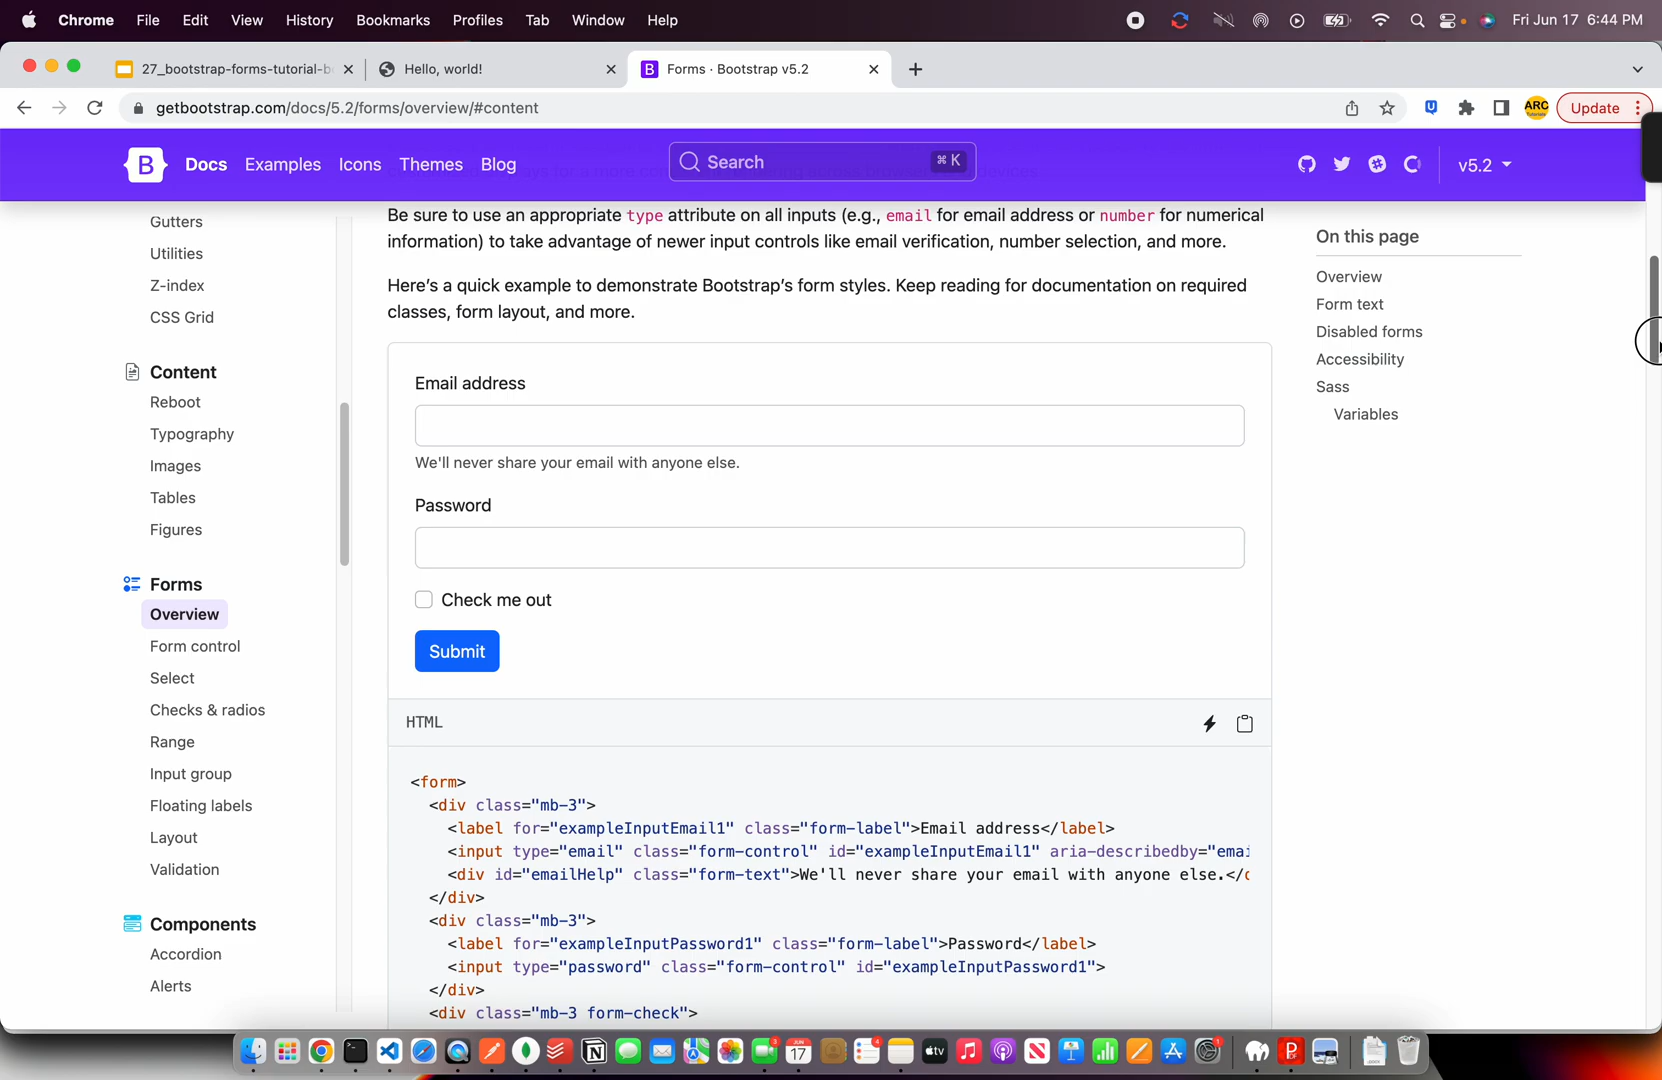 Chrome File Edit View History Bookmarks Profiles Tab Window Help Fri Jun 17 6:44 PM
27_bootstrap-forms-tutorial-b Hello, world! Forms · Bootstrap v5.2
getbootstrap.com/docs/5.2/forms/overview/#content ARC Update
B Docs Examples Icons Themes Blog Search ⌘ K v5.2
Gutters
Utilities
Z-index
CSS Grid
Content
Reboot
Typography
Images
Tables
Figures
Forms
Overview
Form control
Select
Checks & radios
Range
Input group
Floating labels
Layout
Validation
Components
Accordion
Alerts
Be sure to use an appropriate type attribute on all inputs (e.g., email for email address or number for numerical
information) to take advantage of newer input controls like email verification, number selection, and more.
Here's a quick example to demonstrate Bootstrap's form styles. Keep reading for documentation on required
classes, form layout, and more.
Email address
We'll never share your email with anyone else.
Password
Check me out
Submit
HTML
<form>
<div class="mb-3">
<label for="exampleInputEmail1" class="form-label">Email address</label>
<input type="email" class="form-control" id="exampleInputEmail1" aria-describedby="emai
<div id="emailHelp" class="form-text">We'll never share your email with anyone else.</d
</div>
<div class="mb-3">
<label for="exampleInputPassword1" class="form-label">Password</label>
<input type="password" class="form-control" id="exampleInputPassword1">
</div>
<div class="mb-3 form-check">
On this page
Overview
Form text
Disabled forms
Accessibility
Sass
Variables